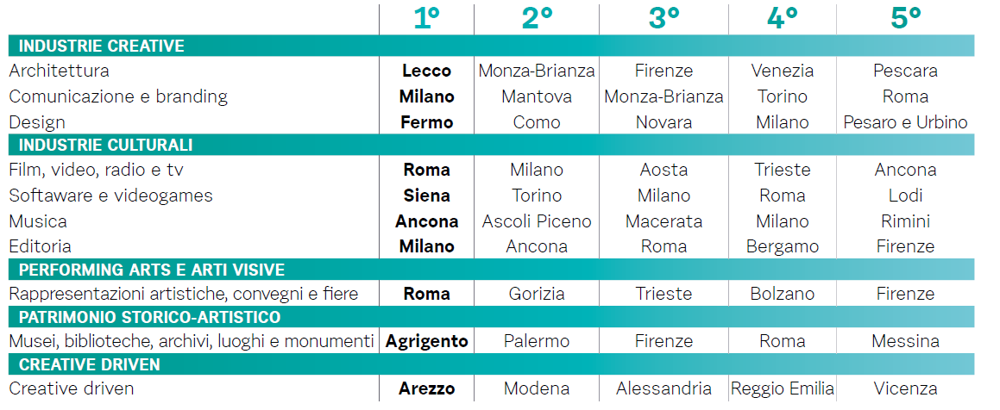 1° 2° 3° 4° 5°
INDUSTRIE CREATIVE
Architettura Lecco Monza-Brianza Firenze Venezia Pescara
Comunicazione e branding Milano Mantova Monza-Brianza Torino Roma
Design Fermo Como Novara Milano Pesaro e Urbino
INDUSTRIE CULTURALI
Film, video, radio e tv Roma Milano Aosta Trieste Ancona
Softaware e videogames Siena Torino Milano Roma Lodi
Musica Ancona Ascoli Piceno Macerata Milano Rimini
Editoria Milano Ancona Roma Bergamo Firenze
PERFORMING ARTS E ARTI VISIVE
Rappresentazioni artistiche, convegni e fiere Roma Gorizia Trieste Bolzano Firenze
PATRIMONIO STORICO-ARTISTICO
Musei, biblioteche, archivi, luoghi e monumenti Agrigento Palermo Firenze Roma Messina
CREATIVE DRIVEN
Creative driven Arezzo Modena Alessandria Reggio Emilia Vicenza